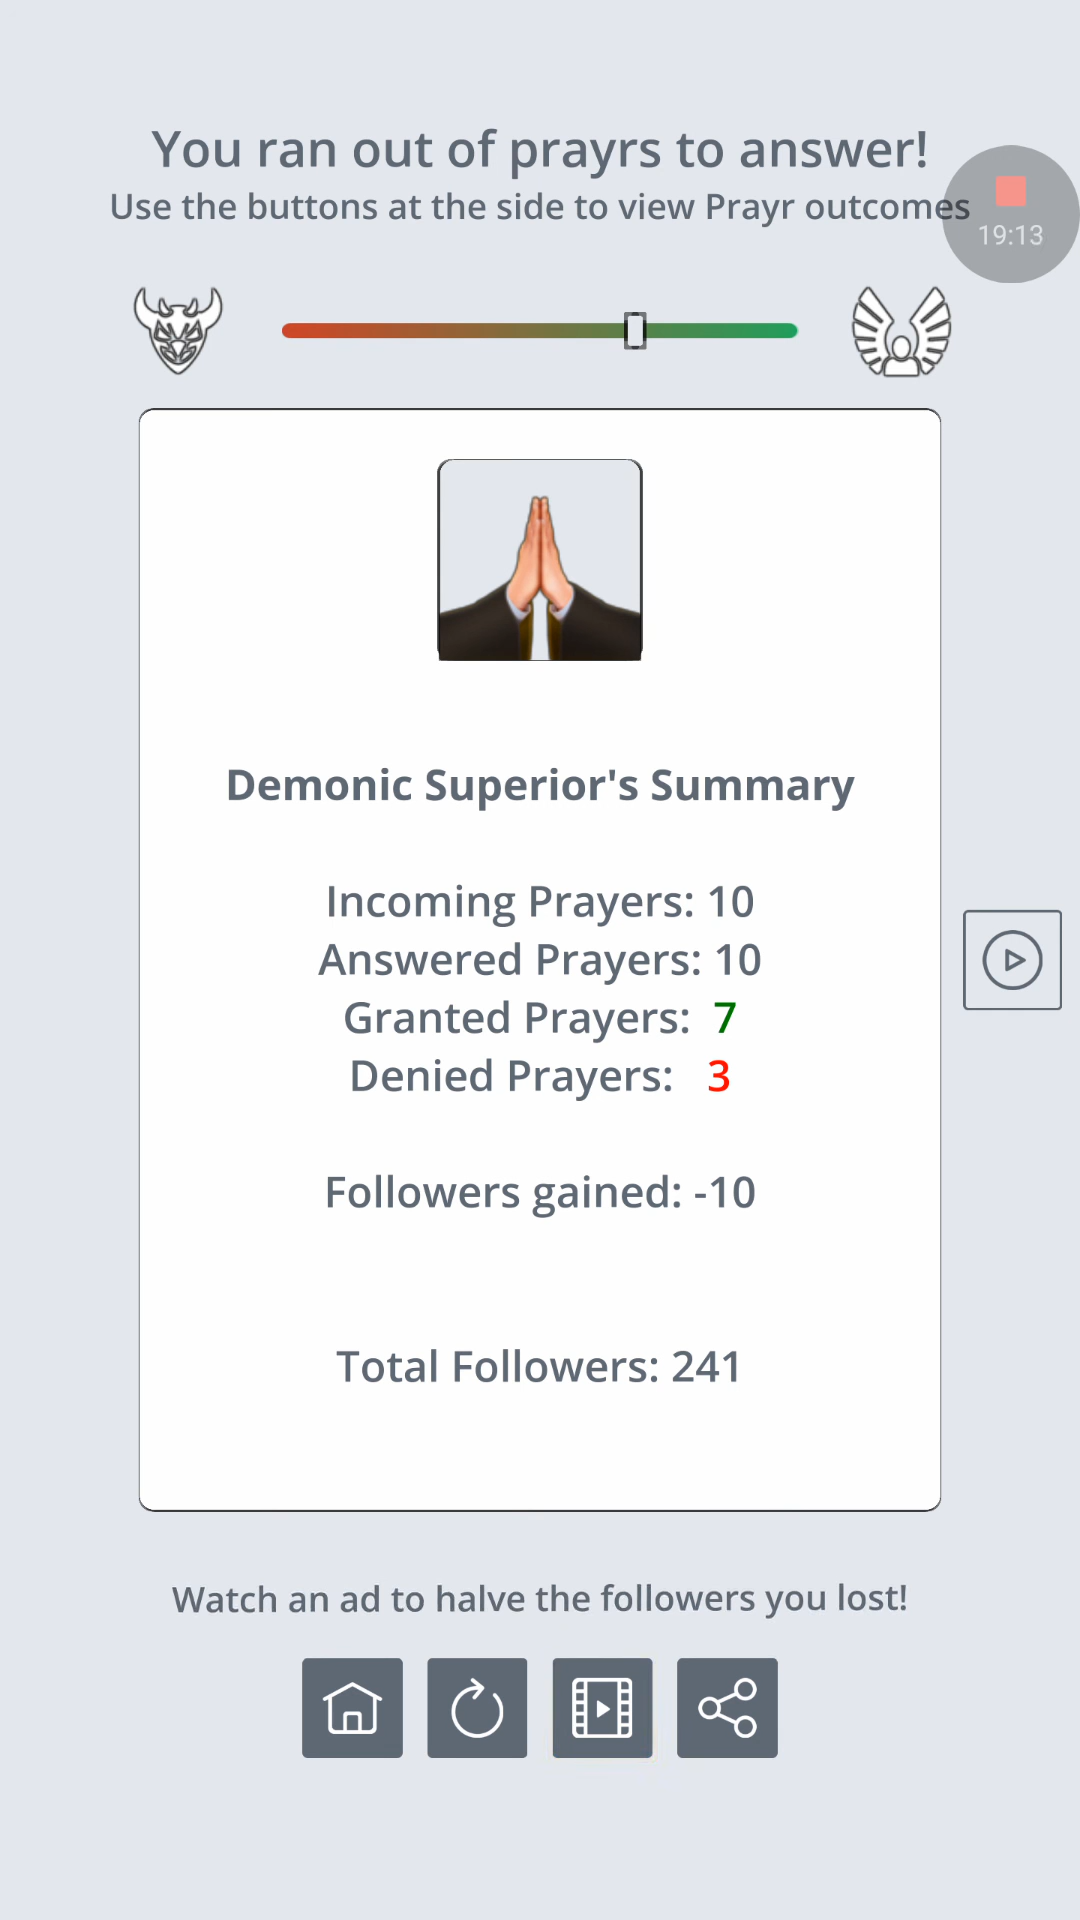 You ran out of prayrs to answer!
Use the buttons at the side to view Prayr outcomes
19:13
Demonic Superior's Summary
Incoming Prayers: 10
Answered Prayers: 10
Granted Prayers: 7
Denied Prayers: 3
Followers gained: -10
Total Followers: 241
Watch an ad to halve the followers you lost!